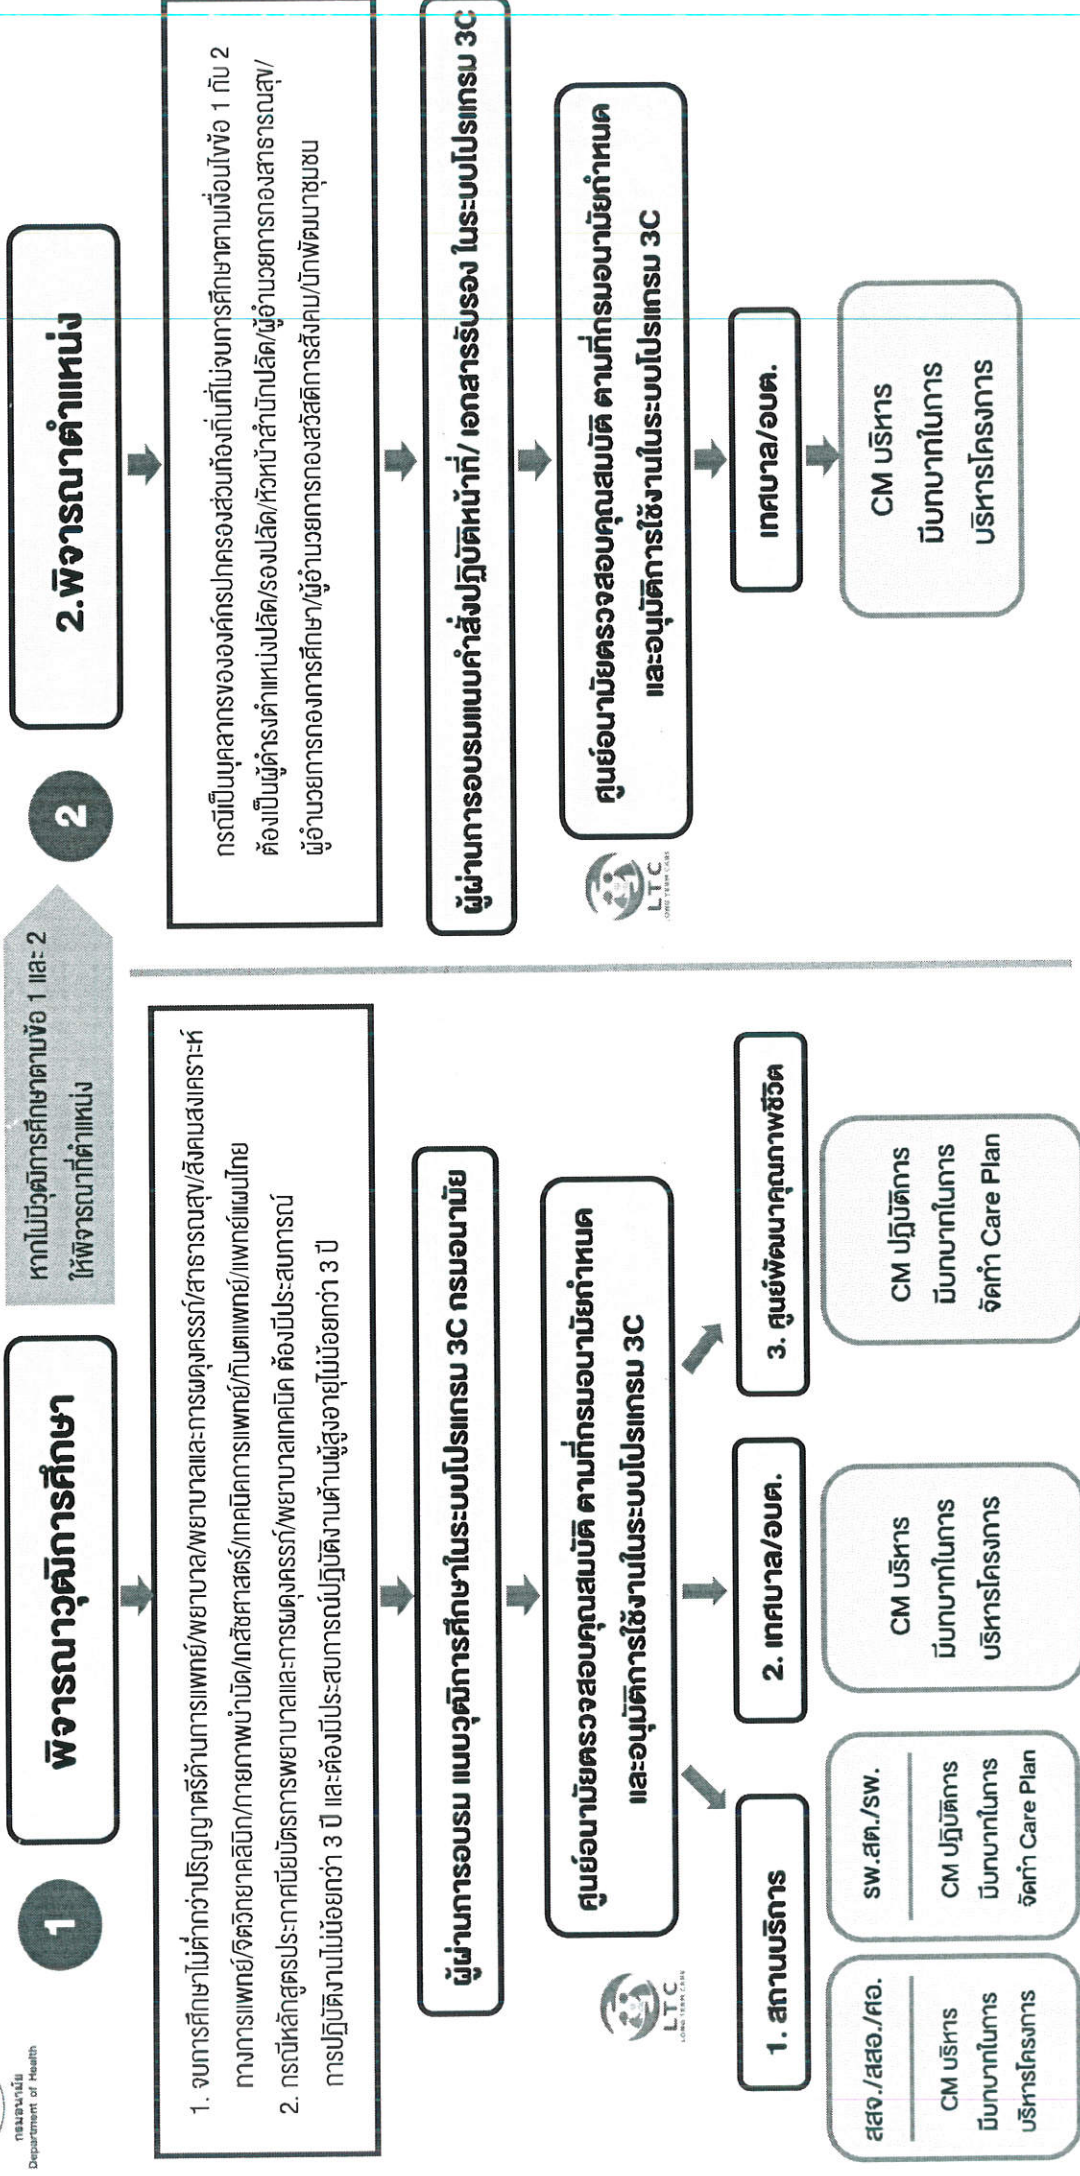 กรมอนามัย
Department of Health
1
พิจารณาวุฒิการศึกษา
หากไม่มีวุฒิการศึกษาตามข้อ 1 และ 2
ให้พิจารณาที่ตำแหน่ง
2
2.พิจารณาตำแหน่ง
1. จบการศึกษาไม่ต่ำกว่าปริญญาตรีด้านการแพทย์/พยาบาล/พยาบาลและการผดุงครรภ์/สาธารณสุข/สังคมสงเคราะห์
ทางการแพทย์/จิตวิทยาคลินิก/กายภาพบำบัด/เภสัชศาสตร์/เทคนิคการแพทย์/ทันตแพทย์/แพทย์แผนไทย
2. กรณีหลักสูตรประกาศนียบัตรการพยาบาลและการผดุงครรภ์/พยาบาลเทคนิค ต้องมีประสบการณ์
การปฏิบัติงานไม่น้อยกว่า 3 ปี และต้องมีประสบการณ์ปฏิบัติงานด้านผู้สูงอายุไม่น้อยกว่า 3 ปี
ผู้ผ่านการอบรม แนบวุฒิการศึกษาในระบบโปรแกรม 3C กรมอนามัย
LTC
LONG TERM CARE
ศูนย์อนามัยตรวจสอบคุณสมบัติ ตามที่กรมอนามัยกำหนด
และอนุมัติการใช้งานในระบบโปรแกรม 3C
1. สถานบริการ
2. เทศบาล/อบต.
3. ศูนย์พัฒนาคุณภาพชีวิต
สสจ./สสอ./ศอ.
CM บริหาร
มีบทบาทในการ
บริหารโครงการ
รพ.สต./รพ.
CM ปฏิบัติการ
มีบทบาทในการ
จัดทำ Care Plan
CM บริหาร
มีบทบาทในการ
บริหารโครงการ
CM ปฏิบัติการ
มีบทบาทในการ
จัดทำ Care Plan
กรณีเป็นบุคลากรขององค์กรปกครองส่วนท้องถิ่นที่ไม่จบการศึกษาตามเงื่อนไขข้อ 1 กับ 2
ต้องเป็นผู้ดำรงตำแหน่งปลัด/รองปลัด/หัวหน้าสำนักปลัด/ผู้อำนวยการกองสาธารณสุข/
ผู้อำนวยการกองการศึกษา/ผู้อำนวยการกองสวัสดิการสังคม/นักพัฒนาชุมชน
ผู้ผ่านการอบรมแนบคำสั่งปฏิบัติหน้าที่/ เอกสารรับรอง ในระบบโปรแกรม 3C
LTC
LONG TERM CARE
ศูนย์อนามัยตรวจสอบคุณสมบัติ ตามที่กรมอนามัยกำหนด
และอนุมัติการใช้งานในระบบโปรแกรม 3C
เทศบาล/อบต.
CM บริหาร
มีบทบาทในการ
บริหารโครงการ